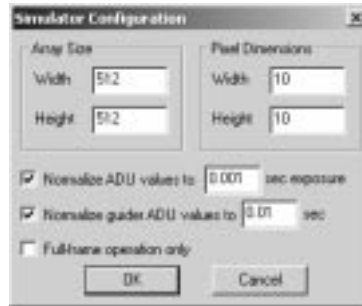 Simulator Configuration
Array Size
Width 512
Height 512
Pixel Dimensions
Width 10
Height 10
Normalize ADU values to 0.001 sec exposure
Normalize guider ADU values to 0.01 sec
Full-frame operation only
OK Cancel